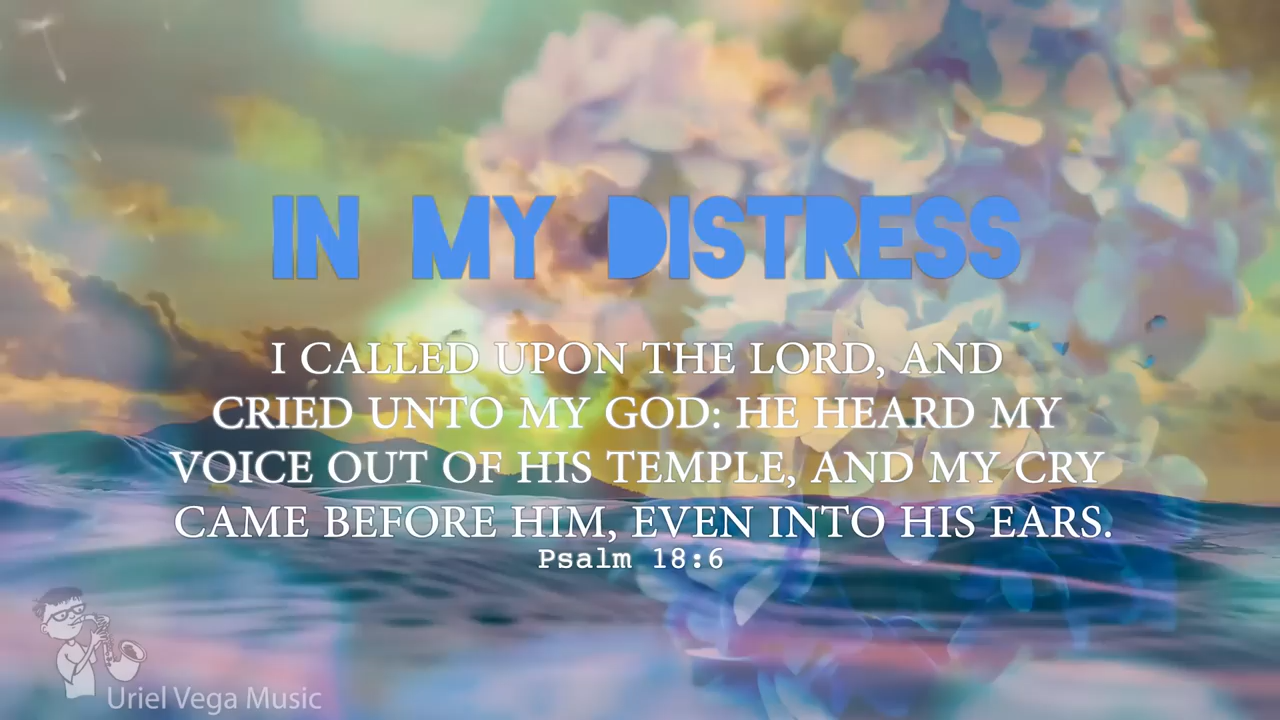 IN MY DISTRESS
I CALLED UPON THE LORD, AND
CRIED UNTO MY GOD: HE HEARD MY
VOICE OUT OF HIS TEMPLE, AND MY CRY
CAME BEFORE HIM, EVEN INTO HIS EARS.
Psalm 18:6
Uriel Vega Music